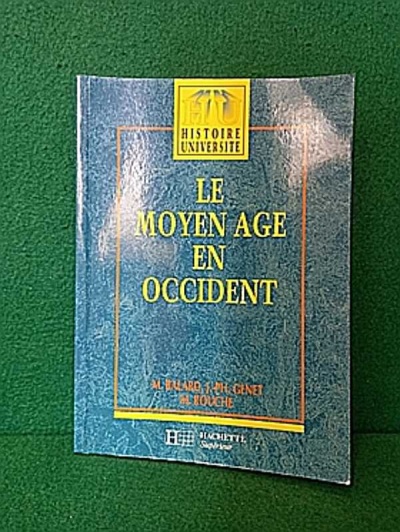 HU
HISTOIRE
UNIVERSITÉ
LE
MOYEN AGE
EN
OCCIDENT
M. BALARD, J.-PH. GENET
M. ROUCHE
H HACHETTE
Supérieur